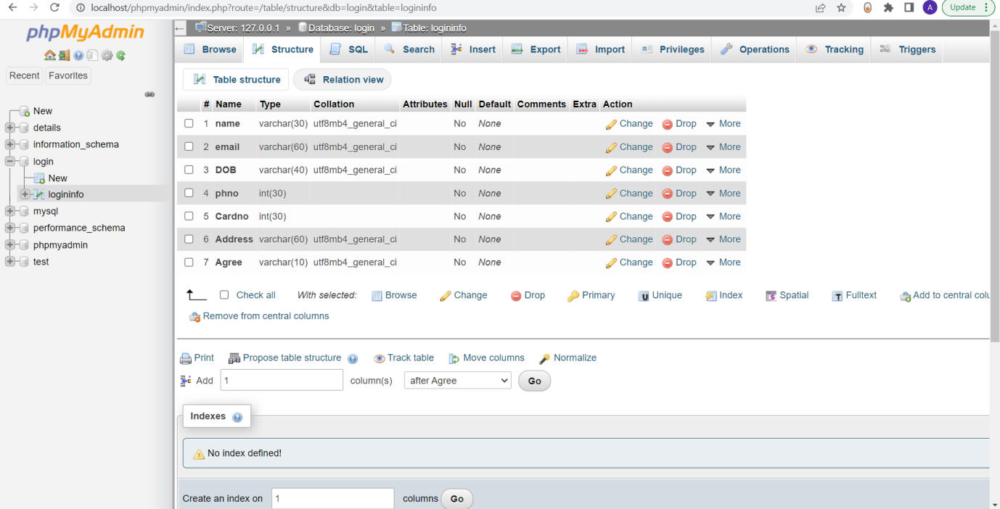 localhost/phpmyadmin/index.php?route=/table/structure&db=login&table=logininfo
A
Update
phpMyAdmin
Recent
Favorites
New
details
information_schema
login
New
logininfo
mysql
performance_schema
phpmyadmin
test
Server: 127.0.0.1 » Database: login » Table: logininfo
Browse Structure SQL Search Insert Export Import Privileges Operations Tracking Triggers
Table structure Relation view
# Name Type Collation Attributes Null Default Comments Extra Action
1 name varchar(30) utf8mb4_general_ci No None Change Drop More
2 email varchar(60) utf8mb4_general_ci No None Change Drop More
3 DOB varchar(40) utf8mb4_general_ci No None Change Drop More
4 phno int(30) No None Change Drop More
5 Cardno int(30) No None Change Drop More
6 Address varchar(60) utf8mb4_general_ci No None Change Drop More
7 Agree varchar(10) utf8mb4_general_ci No None Change Drop More
Check all With selected: Browse Change Drop Primary Unique Index Spatial Fulltext Add to central colu
Remove from central columns
Print Propose table structure Track table Move columns Normalize
Add 1 column(s) after Agree Go
Indexes
No index defined!
Create an index on 1 columns Go